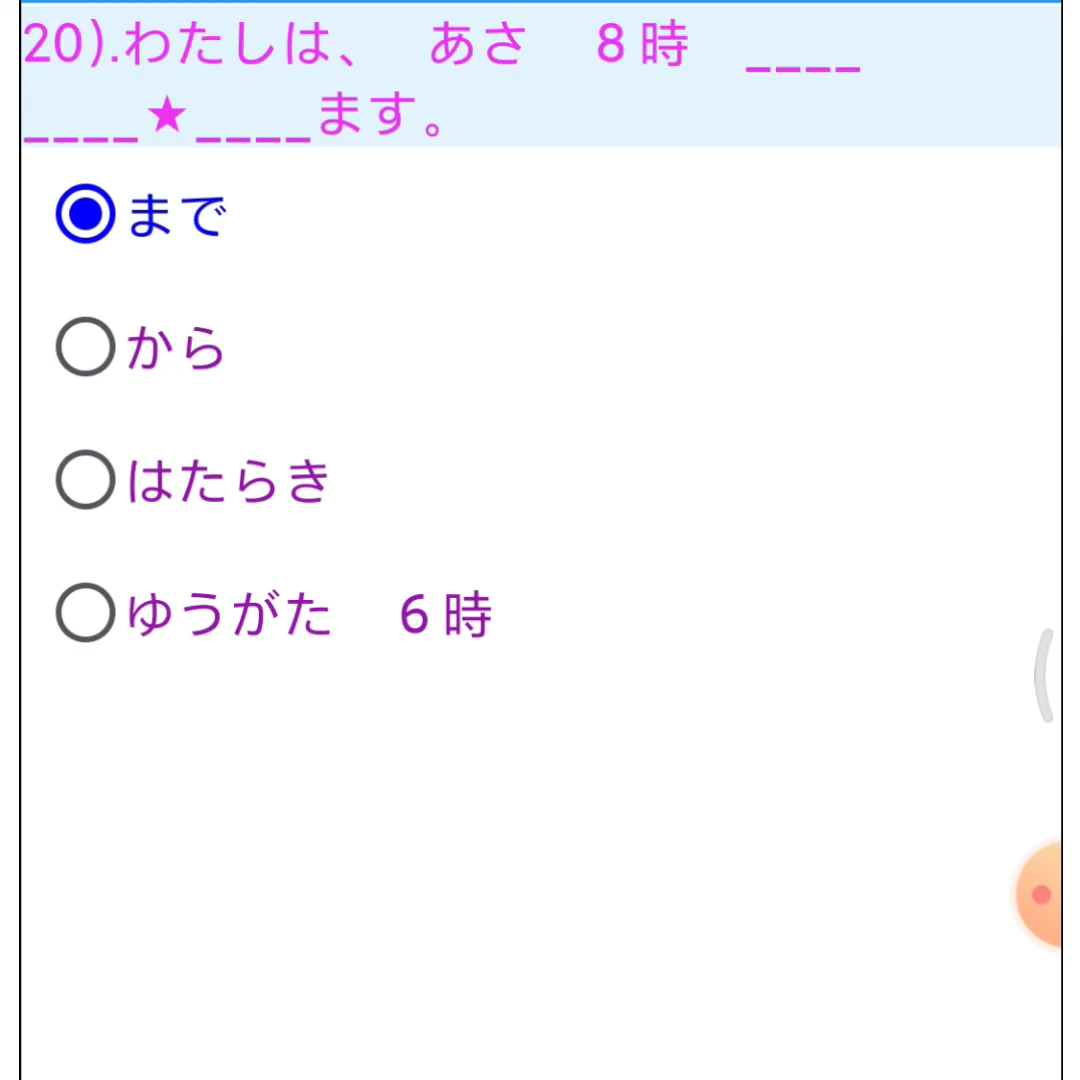 20).わたしは、　あさ　８時　____
____★____ます。
まで
から
はたらき
ゆうがた　６時